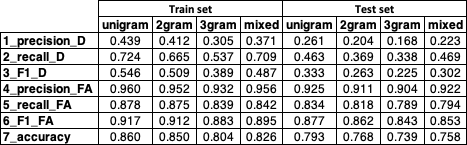 Train set Test set
unigram 2gram 3gram mixed unigram 2gram 3gram mixed
1_precision_D 0.439 0.412 0.305 0.371 0.261 0.204 0.168 0.223
2_recall_D 0.724 0.665 0.537 0.709 0.463 0.369 0.338 0.469
3_F1_D 0.546 0.509 0.389 0.487 0.333 0.263 0.225 0.302
4_precision_FA 0.960 0.952 0.932 0.956 0.925 0.911 0.904 0.922
5_recall_FA 0.878 0.875 0.839 0.842 0.834 0.818 0.789 0.794
6_F1_FA 0.917 0.912 0.883 0.895 0.877 0.862 0.843 0.853
7_accuracy 0.860 0.850 0.804 0.826 0.793 0.768 0.739 0.758